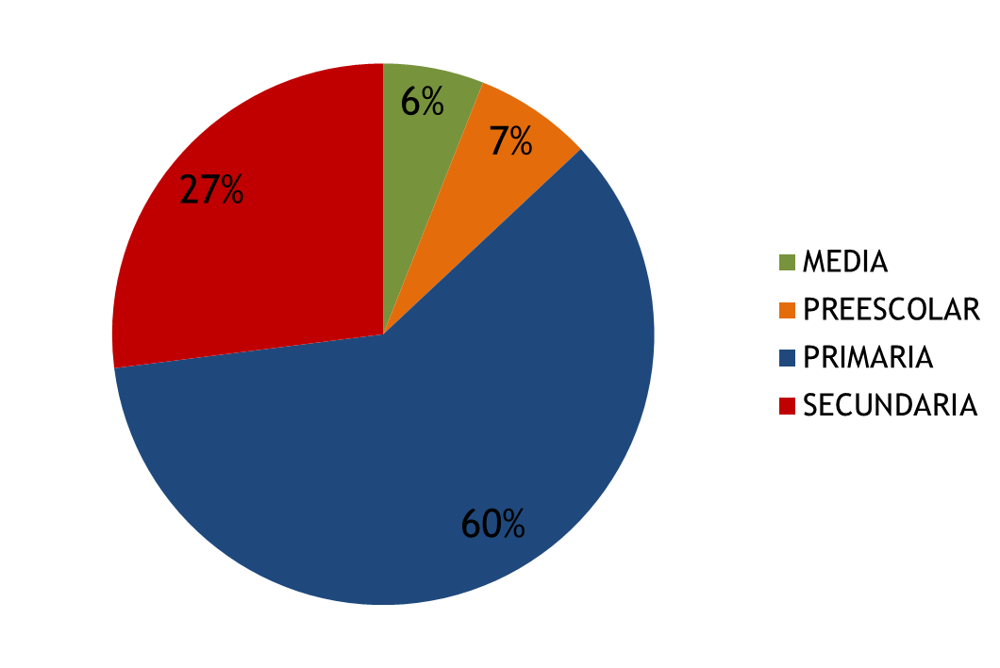 6%
7%
27%
60%
MEDIA
PREESCOLAR
PRIMARIA
SECUNDARIA